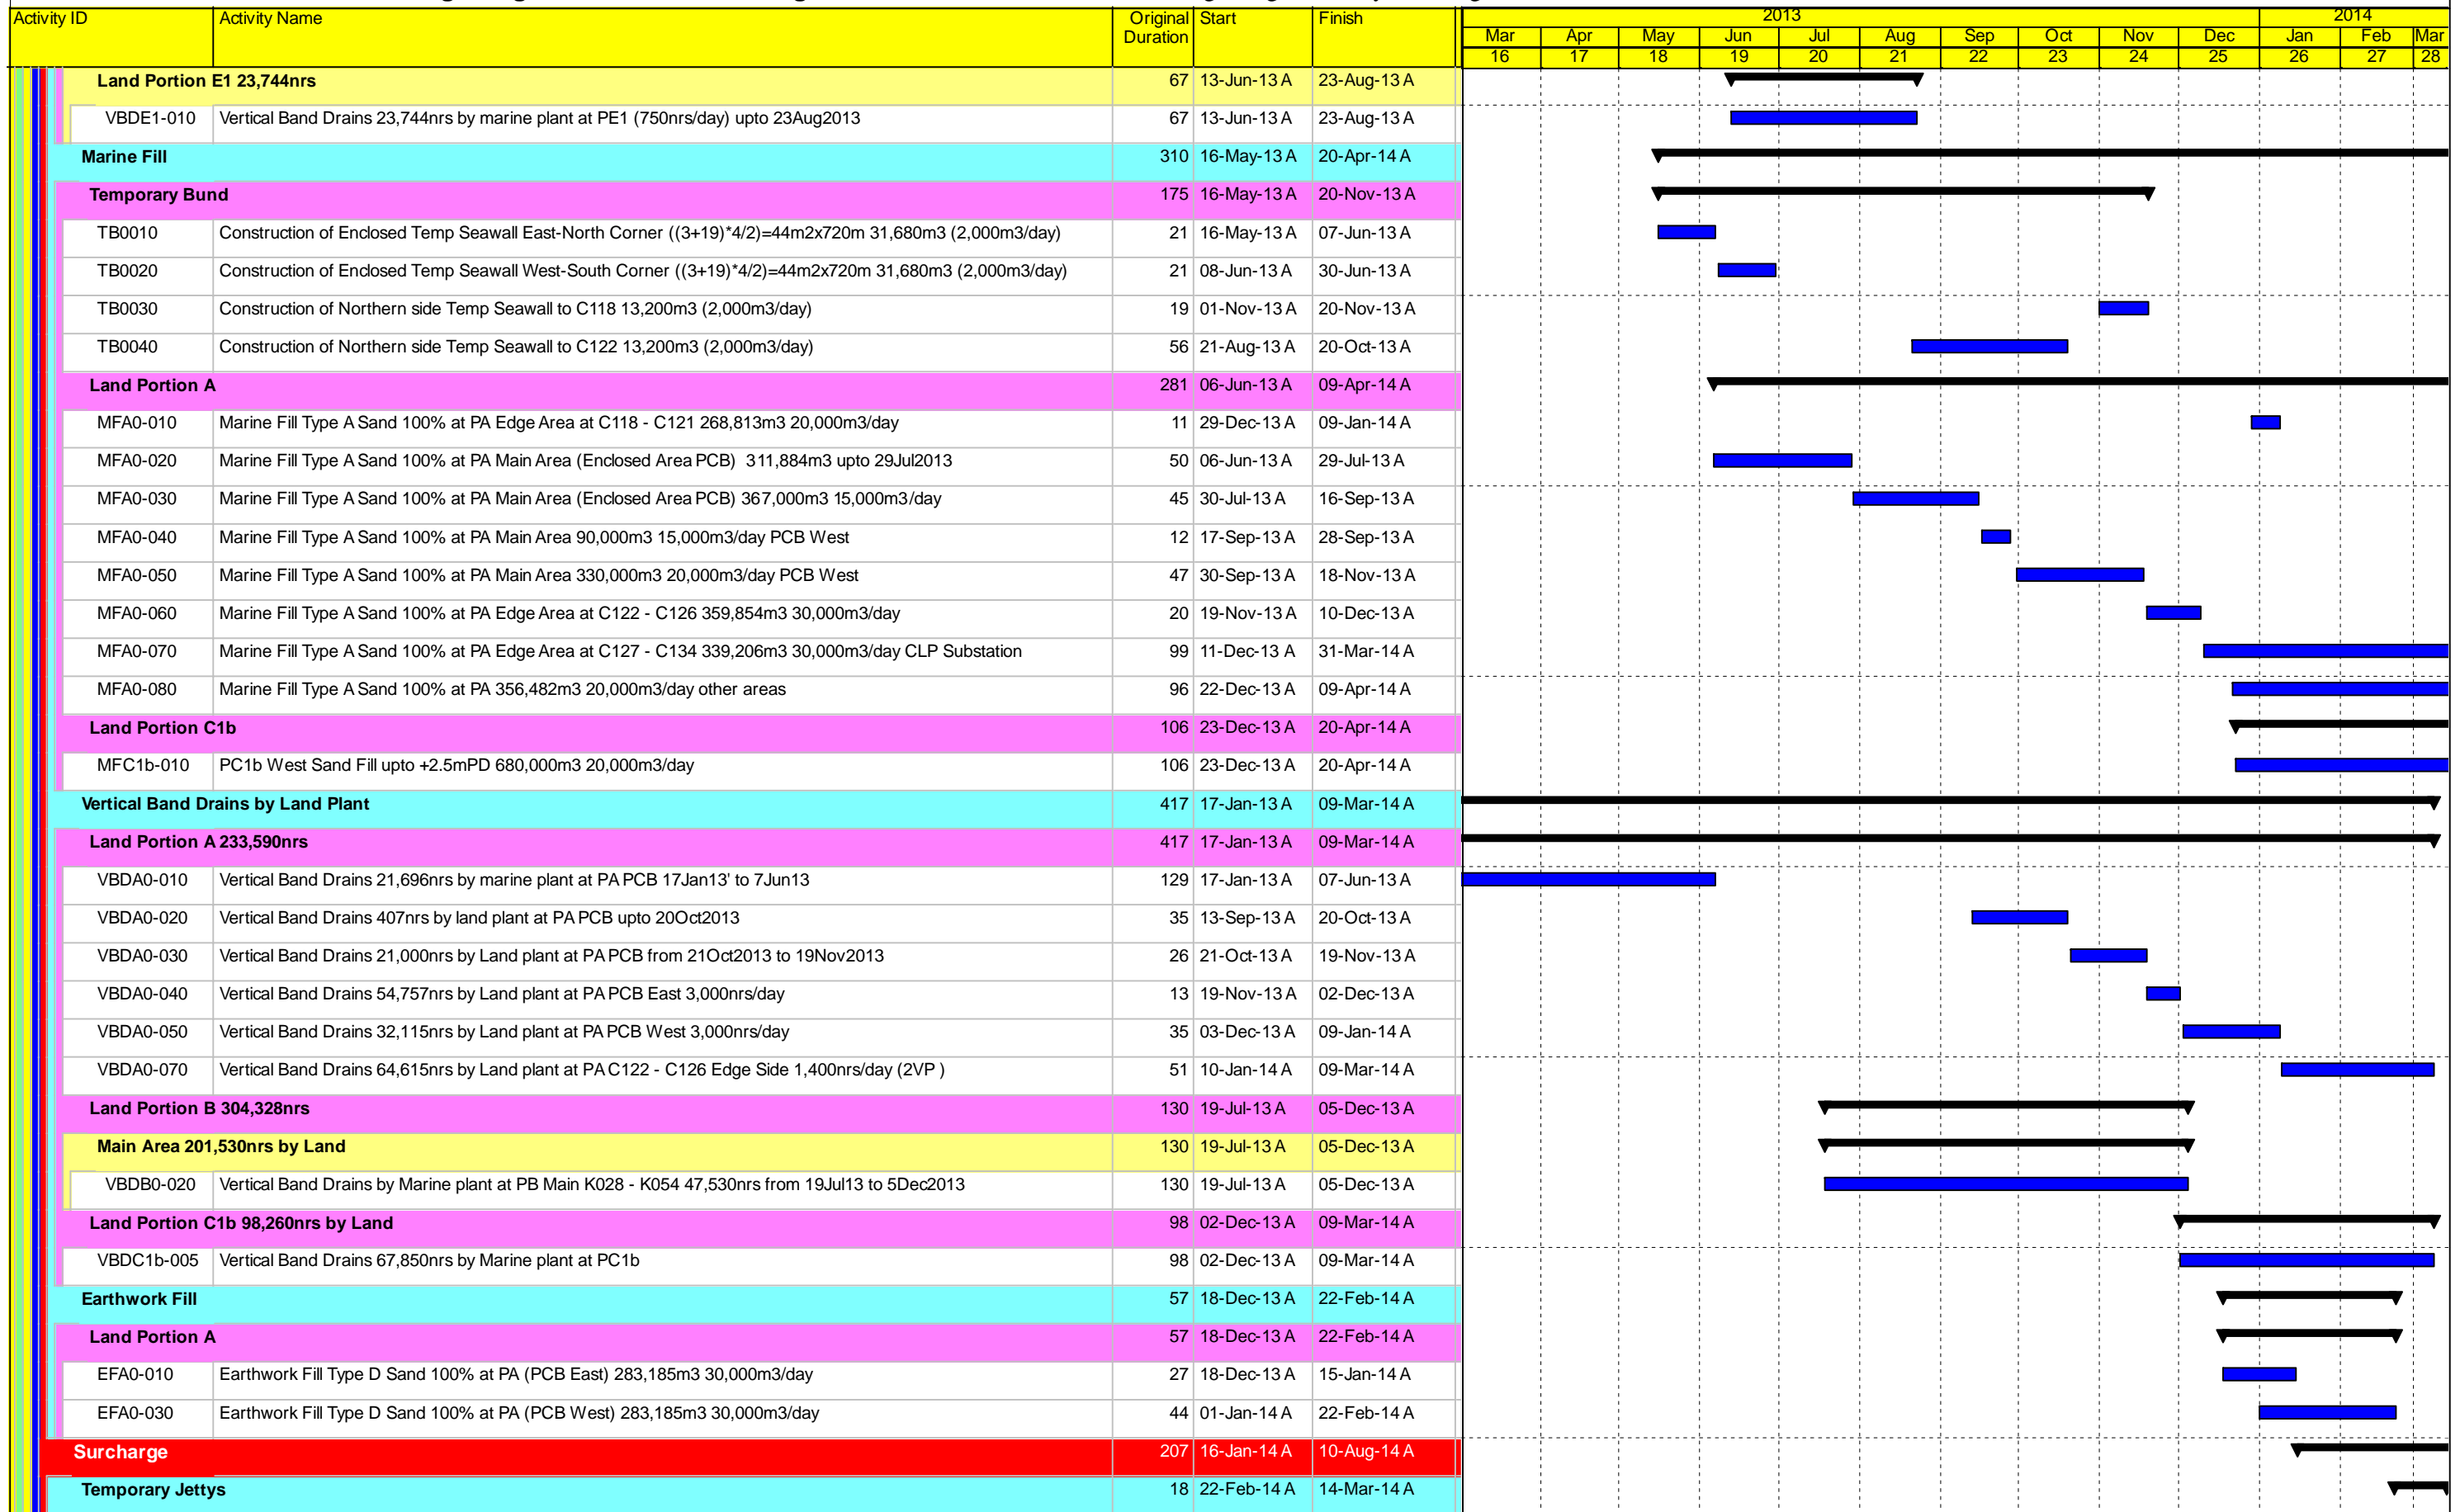 Activity ID Activity Name Original Duration Start Finish 2013 2014
Mar Apr May Jun Jul Aug Sep Oct Nov Dec Jan Feb Mar
16 17 18 19 20 21 22 23 24 25 26 27 28
Land Portion E1 23,744nrs 67 13-Jun-13 A 23-Aug-13 A
VBDE1-010 Vertical Band Drains 23,744nrs by marine plant at PE1 (750nrs/day) upto 23Aug2013 67 13-Jun-13 A 23-Aug-13 A
Marine Fill 310 16-May-13 A 20-Apr-14 A
Temporary Bund 175 16-May-13 A 20-Nov-13 A
TB0010 Construction of Enclosed Temp Seawall East-North Corner ((3+19)*4/2)=44m2x720m 31,680m3 (2,000m3/day) 21 16-May-13 A 07-Jun-13 A
TB0020 Construction of Enclosed Temp Seawall West-South Corner ((3+19)*4/2)=44m2x720m 31,680m3 (2,000m3/day) 21 08-Jun-13 A 30-Jun-13 A
TB0030 Construction of Northern side Temp Seawall to C118 13,200m3 (2,000m3/day) 19 01-Nov-13 A 20-Nov-13 A
TB0040 Construction of Northern side Temp Seawall to C122 13,200m3 (2,000m3/day) 56 21-Aug-13 A 20-Oct-13 A
Land Portion A 281 06-Jun-13 A 09-Apr-14 A
MFA0-010 Marine Fill Type A Sand 100% at PA Edge Area at C118 - C121 268,813m3 20,000m3/day 11 29-Dec-13 A 09-Jan-14 A
MFA0-020 Marine Fill Type A Sand 100% at PA Main Area (Enclosed Area PCB) 311,884m3 upto 29Jul2013 50 06-Jun-13 A 29-Jul-13 A
MFA0-030 Marine Fill Type A Sand 100% at PA Main Area (Enclosed Area PCB) 367,000m3 15,000m3/day 45 30-Jul-13 A 16-Sep-13 A
MFA0-040 Marine Fill Type A Sand 100% at PA Main Area 90,000m3 15,000m3/day PCB West 12 17-Sep-13 A 28-Sep-13 A
MFA0-050 Marine Fill Type A Sand 100% at PA Main Area 330,000m3 20,000m3/day PCB West 47 30-Sep-13 A 18-Nov-13 A
MFA0-060 Marine Fill Type A Sand 100% at PA Edge Area at C122 - C126 359,854m3 30,000m3/day 20 19-Nov-13 A 10-Dec-13 A
MFA0-070 Marine Fill Type A Sand 100% at PA Edge Area at C127 - C134 339,206m3 30,000m3/day CLP Substation 99 11-Dec-13 A 31-Mar-14 A
MFA0-080 Marine Fill Type A Sand 100% at PA 356,482m3 20,000m3/day other areas 96 22-Dec-13 A 09-Apr-14 A
Land Portion C1b 106 23-Dec-13 A 20-Apr-14 A
MFC1b-010 PC1b West Sand Fill upto +2.5mPD 680,000m3 20,000m3/day 106 23-Dec-13 A 20-Apr-14 A
Vertical Band Drains by Land Plant 417 17-Jan-13 A 09-Mar-14 A
Land Portion A 233,590nrs 417 17-Jan-13 A 09-Mar-14 A
VBDA0-010 Vertical Band Drains 21,696nrs by marine plant at PA PCB 17Jan13' to 7Jun13 129 17-Jan-13 A 07-Jun-13 A
VBDA0-020 Vertical Band Drains 407nrs by land plant at PA PCB upto 20Oct2013 35 13-Sep-13 A 20-Oct-13 A
VBDA0-030 Vertical Band Drains 21,000nrs by Land plant at PA PCB from 21Oct2013 to 19Nov2013 26 21-Oct-13 A 19-Nov-13 A
VBDA0-040 Vertical Band Drains 54,757nrs by Land plant at PA PCB East 3,000nrs/day 13 19-Nov-13 A 02-Dec-13 A
VBDA0-050 Vertical Band Drains 32,115nrs by Land plant at PA PCB West 3,000nrs/day 35 03-Dec-13 A 09-Jan-14 A
VBDA0-070 Vertical Band Drains 64,615nrs by Land plant at PA C122 - C126 Edge Side 1,400nrs/day (2VP ) 51 10-Jan-14 A 09-Mar-14 A
Land Portion B 304,328nrs 130 19-Jul-13 A 05-Dec-13 A
Main Area 201,530nrs by Land 130 19-Jul-13 A 05-Dec-13 A
VBDB0-020 Vertical Band Drains by Marine plant at PB Main K028 - K054 47,530nrs from 19Jul13 to 5Dec2013 130 19-Jul-13 A 05-Dec-13 A
Land Portion C1b 98,260nrs by Land 98 02-Dec-13 A 09-Mar-14 A
VBDC1b-005 Vertical Band Drains 67,850nrs by Marine plant at PC1b 98 02-Dec-13 A 09-Mar-14 A
Earthwork Fill 57 18-Dec-13 A 22-Feb-14 A
Land Portion A 57 18-Dec-13 A 22-Feb-14 A
EFA0-010 Earthwork Fill Type D Sand 100% at PA (PCB East) 283,185m3 30,000m3/day 27 18-Dec-13 A 15-Jan-14 A
EFA0-030 Earthwork Fill Type D Sand 100% at PA (PCB West) 283,185m3 30,000m3/day 44 01-Jan-14 A 22-Feb-14 A
Surcharge 207 16-Jan-14 A 10-Aug-14 A
Temporary Jettys 18 22-Feb-14 A 14-Mar-14 A